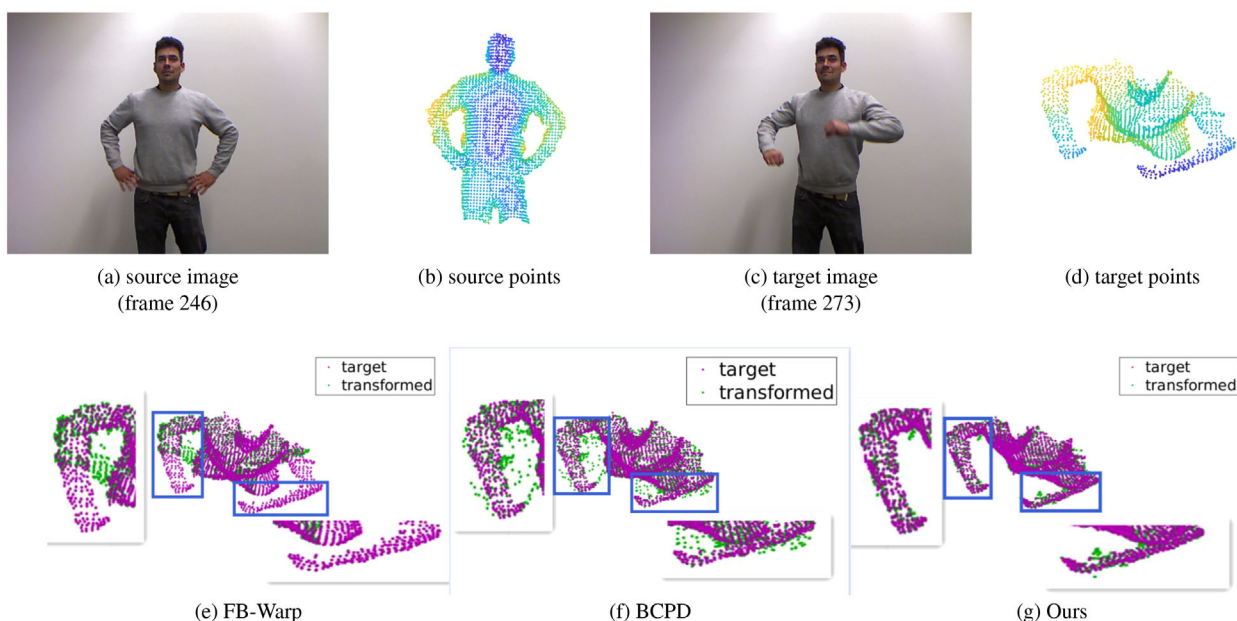 (a) source image
(frame 246)
(b) source points
(c) target image
(frame 273)
(d) target points
target
transformed
target
transformed
target
transformed
(e) FB-Warp
(f) BCPD
(g) Ours